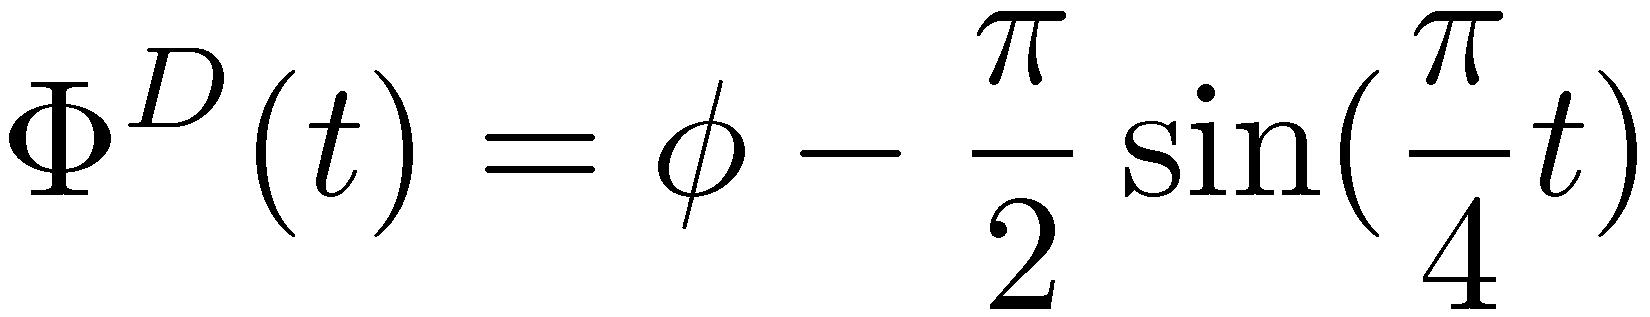 Φ^D(t) = ϕ − π/2 sin(π/4 t)